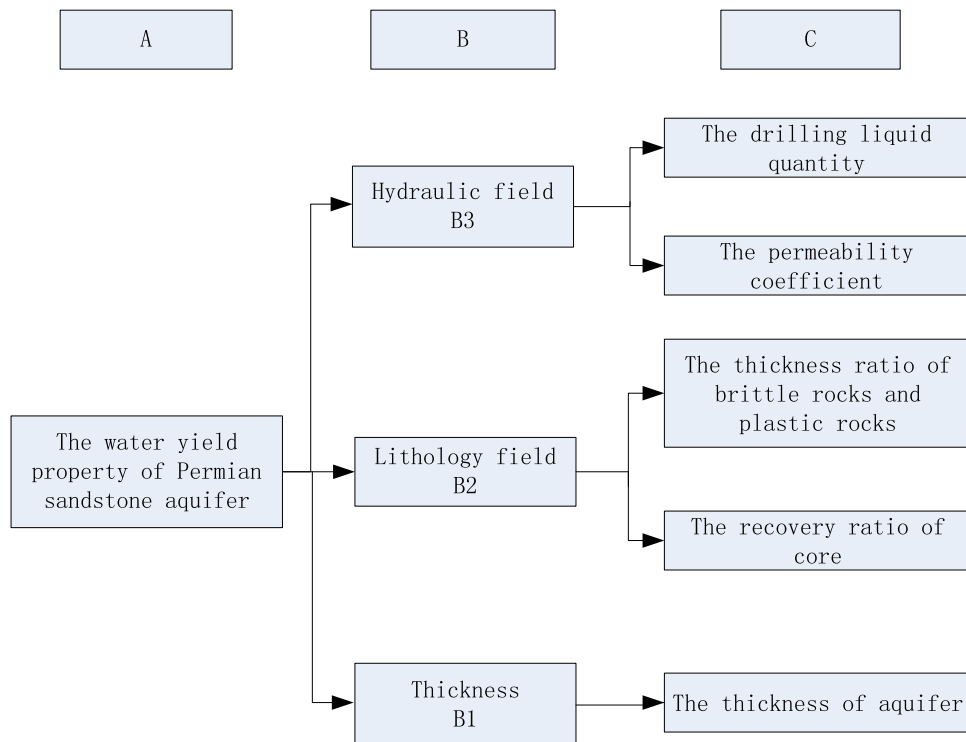 A
B
C
The drilling liquid
quantity
Hydraulic field
B3
The permeability
coefficient
The thickness ratio of
brittle rocks and
plastic rocks
The water yield
property of Permian
sandstone aquifer
Lithology field
B2
The recovery ratio of
core
Thickness
B1
The thickness of aquifer